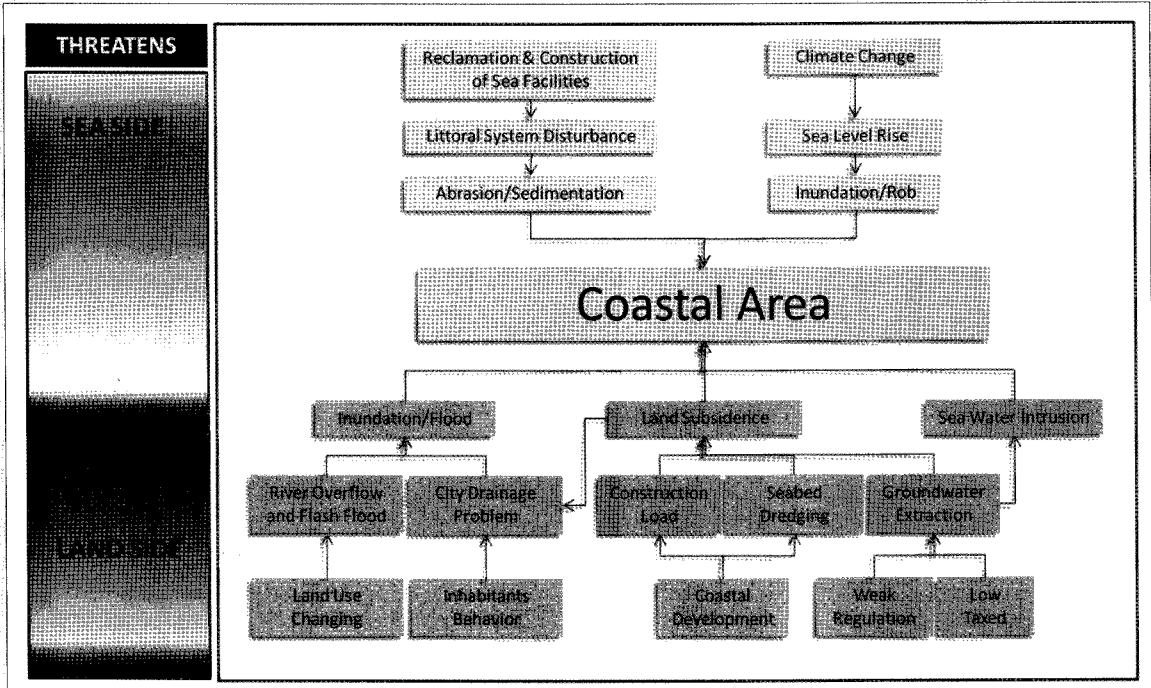 THREATENS
SEA SIDE
LAND SIDE
Reclamation & Construction
of Sea Facilities
Climate Change
Littoral System Disturbance
Sea Level Rise
Abrasion/Sedimentation
Inundation/Rob
Coastal Area
Inundation/Flood
Land Subsidence
Sea Water Intrusion
River Overflow
and Flash Flood
City Drainage
Problem
Construction
Load
Seabed
Dredging
Groundwater
Extraction
Land Use
Changing
Inhabitants
Behavior
Coastal
Development
Weak
Regulation
Low
Taxed